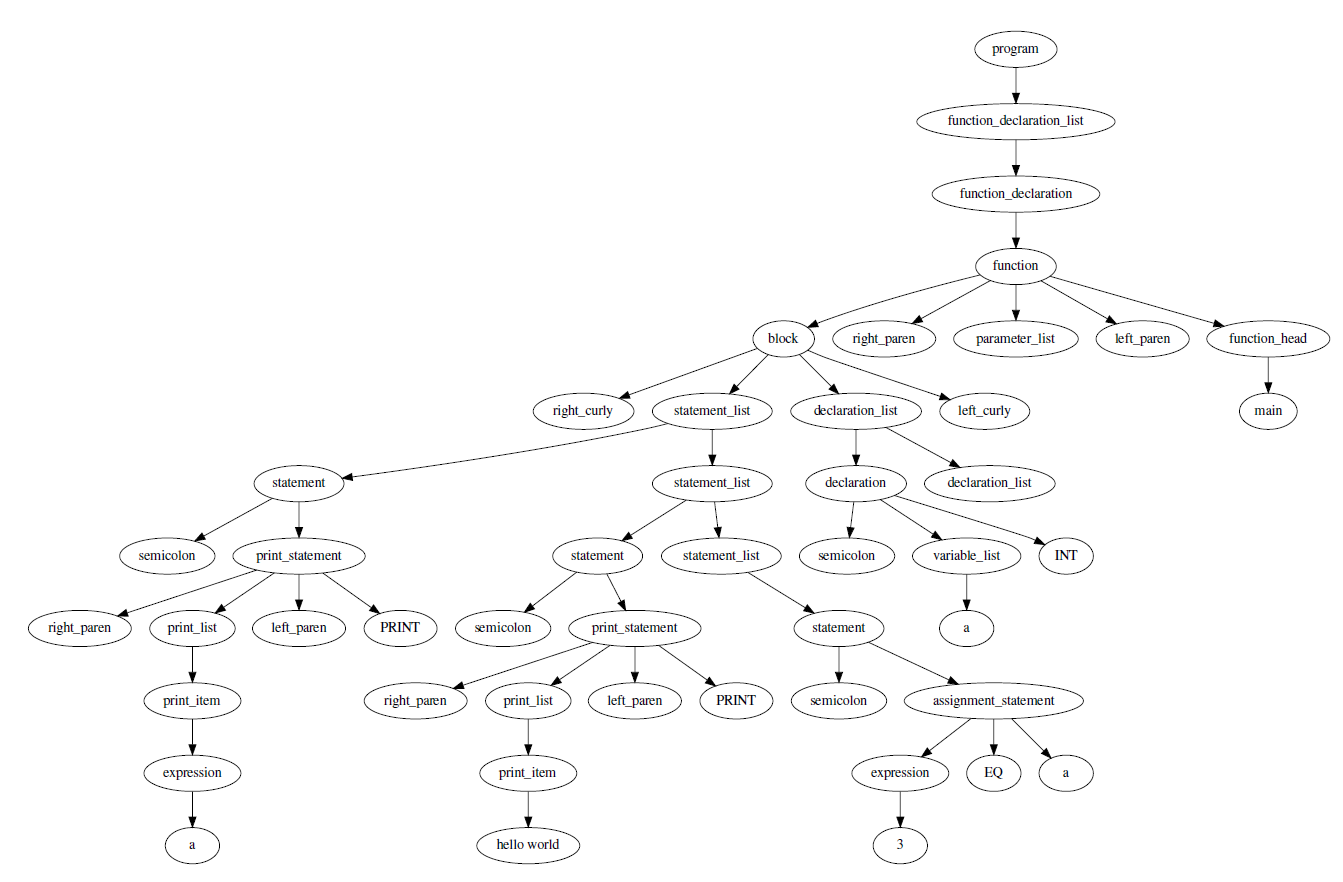 program
function_declaration_list
function_declaration
function
block right_paren parameter_list left_paren function_head
right_curly statement_list declaration_list left_curly main
statement statement_list declaration declaration_list
semicolon print_statement statement statement_list semicolon variable_list INT
right_paren print_list left_paren PRINT semicolon print_statement statement a
print_item right_paren print_list left_paren PRINT semicolon assignment_statement
expression print_item expression EQ a
a hello world 3